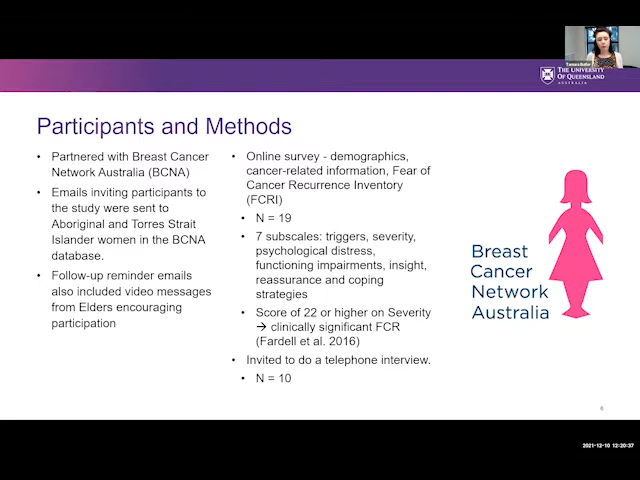 Tamara Butler
THE UNIVERSITY
OF QUEENSLAND
AUSTRALIA
Participants and Methods
• Partnered with Breast Cancer
Network Australia (BCNA)
• Emails inviting participants to
the study were sent to
Aboriginal and Torres Strait
Islander women in the BCNA
database.
• Follow-up reminder emails
also included video messages
from Elders encouraging
participation
• Online survey - demographics,
cancer-related information, Fear of
Cancer Recurrence Inventory
(FCRI)
• N = 19
• 7 subscales: triggers, severity,
psychological distress,
functioning impairments, insight,
reassurance and coping
strategies
• Score of 22 or higher on Severity
→ clinically significant FCR
(Fardell et al. 2016)
• Invited to do a telephone interview.
• N = 10
Breast
Cancer
Network
Australia
6
2021-12-10 12:20:37